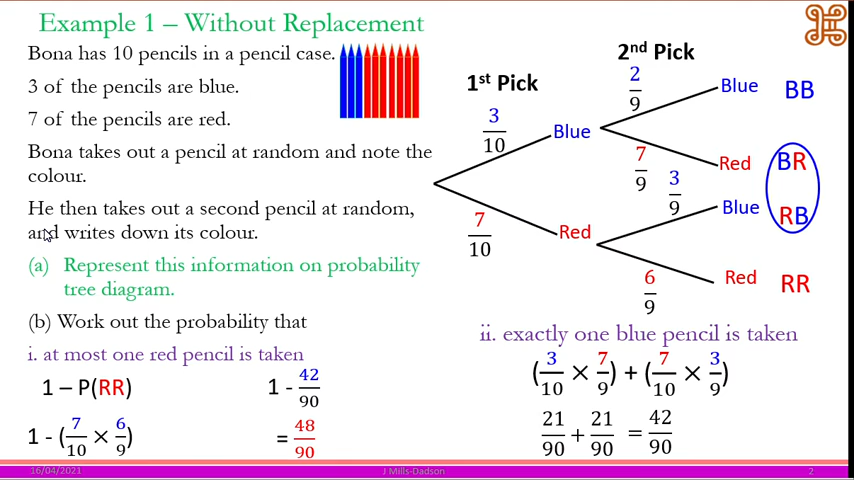 Example 1 – Without Replacement
Bona has 10 pencils in a pencil case.
3 of the pencils are blue.
7 of the pencils are red.
Bona takes out a pencil at random and note the
colour.
He then takes out a second pencil at random,
and writes down its colour.
(a) Represent this information on probability
tree diagram.
(b) Work out the probability that
i. at most one red pencil is taken
1 – P(RR)
1 - (7/10 × 6/9)
1 - 42/90
= 48/90
1st Pick
2nd Pick
3/10
Blue
7/10
Red
2/9
Blue
BB
7/9
Red
BR
3/9
Blue
RB
6/9
Red
RR
ii. exactly one blue pencil is taken
(3/10 × 7/9) + (7/10 × 3/9)
21/90 + 21/90 = 42/90
16/04/2021
J Mills-Dadson
2